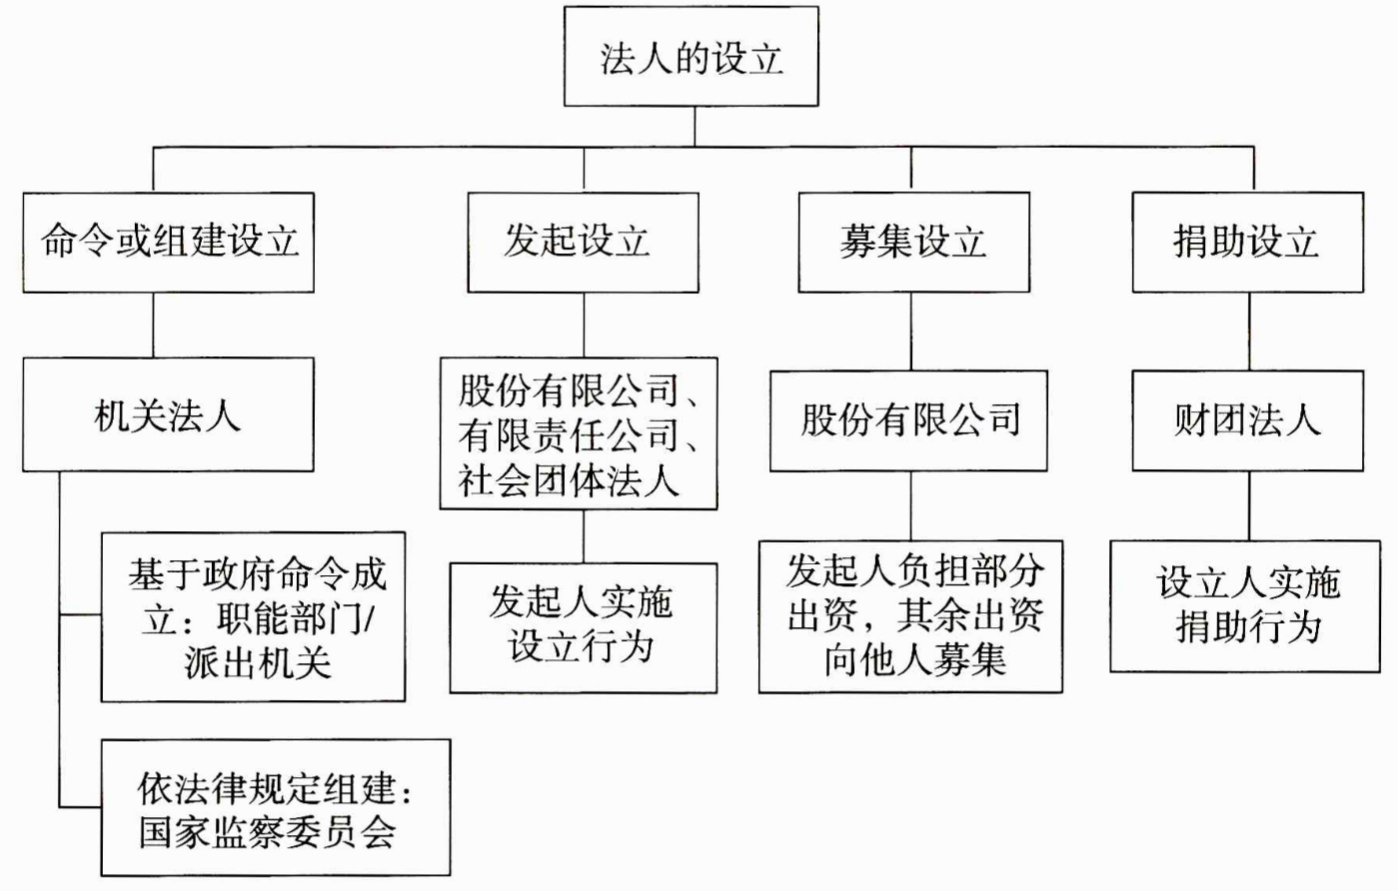 法人的设立
命令或组建设立
发起设立
募集设立
捐助设立
机关法人
股份有限公司、
有限责任公司、
社会团体法人
股份有限公司
财团法人
基于政府命令成
立：职能部门/
派出机关
发起人实施
设立行为
发起人负担部分
出资，其余出资
向他人募集
设立人实施
捐助行为
依法律规定组建：
国家监察委员会